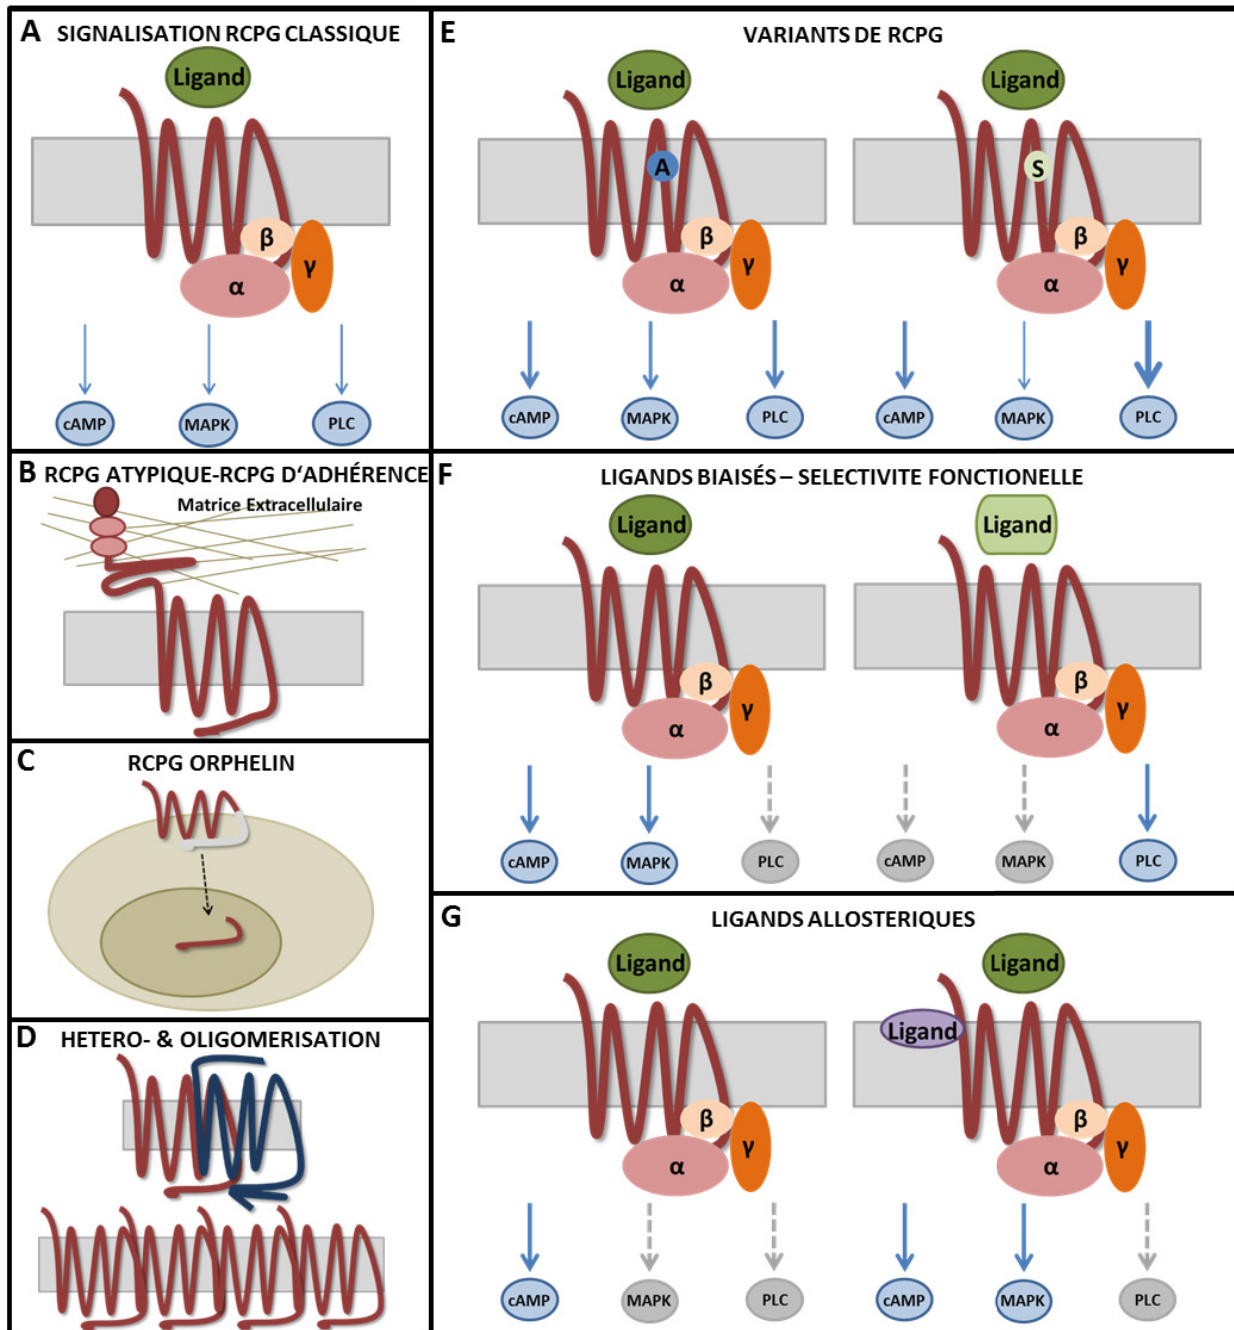 A SIGNALISATION RCPG CLASSIQUE
Ligand
β
γ
α
cAMP MAPK PLC
B RCPG ATYPIQUE-RCPG D'ADHÉRENCE
Matrice Extracellulaire
C RCPG ORPHELIN
D HETERO- & OLIGOMERISATION
E VARIANTS DE RCPG
Ligand Ligand
A S
β β
γ γ
α α
cAMP MAPK PLC cAMP MAPK PLC
F LIGANDS BIAISÉS – SELECTIVITE FONCTIONELLE
Ligand Ligand
β β
γ γ
α α
cAMP MAPK PLC cAMP MAPK PLC
G LIGANDS ALLOSTERIQUES
Ligand Ligand
Ligand
β β
γ γ
α α
cAMP MAPK PLC cAMP MAPK PLC